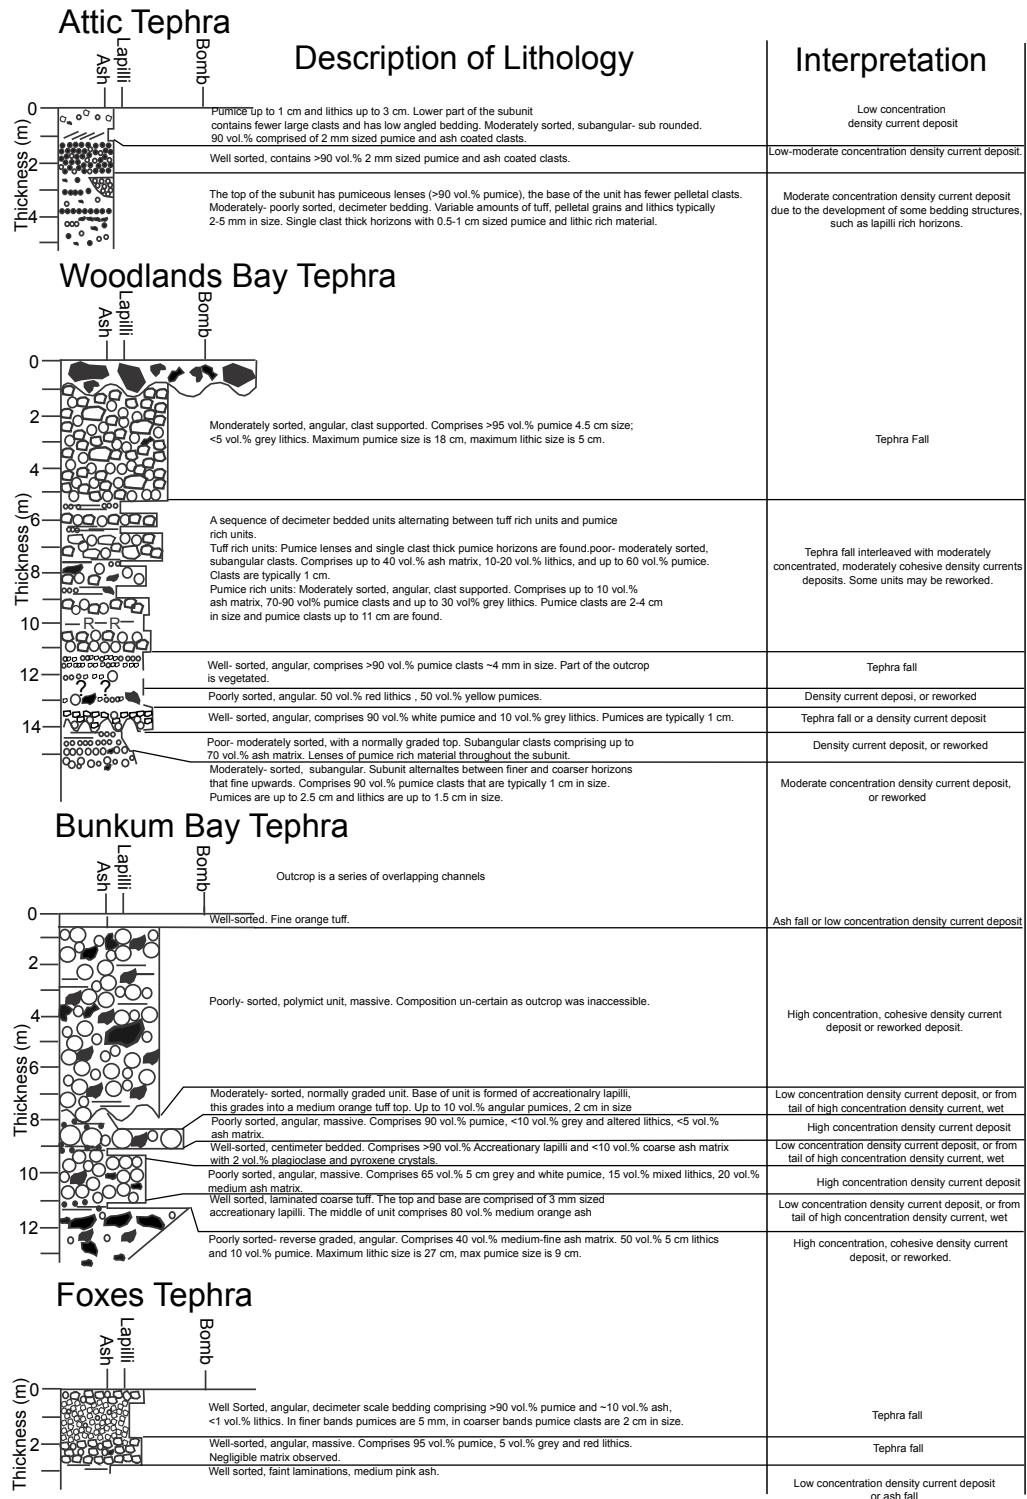 Attic Tephra
Ash
Lapilli
Bomb
Description of Lithology
Interpretation
Thickness (m)
0
2
4
Pumice up to 1 cm and lithics up to 3 cm. Lower part of the subunit
contains fewer large clasts and has low angled bedding. Moderately sorted, subangular- sub rounded.
90 vol.% comprised of 2 mm sized pumice and ash coated clasts.
Low concentration
density current deposit
Well sorted, contains >90 vol.% 2 mm sized pumice and ash coated clasts.
Low-moderate concentration density current deposit.
The top of the subunit has pumiceous lenses (>90 vol.% pumice), the base of the unit has fewer pelletal clasts.
Moderately- poorly sorted, decimeter bedding. Variable amounts of tuff, pelletal grains and lithics typically
2-5 mm in size. Single clast thick horizons with 0.5-1 cm sized pumice and lithic rich material.
Moderate concentration density current deposit
due to the development of some bedding structures,
such as lapilli rich horizons.
Woodlands Bay Tephra
Ash
Lapilli
Bomb
Thickness (m)
0
2
4
6
8
10
12
14
Monderately sorted, angular, clast supported. Comprises >95 vol.% pumice 4.5 cm size;
<5 vol.% grey lithics. Maximum pumice size is 18 cm, maximum lithic size is 5 cm.
Tephra Fall
A sequence of decimeter bedded units alternating between tuff rich units and pumice
rich units.
Tuff rich units: Pumice lenses and single clast thick pumice horizons are found.poor- moderately sorted,
subangular clasts. Comprises up to 40 vol.% ash matrix, 10-20 vol.% lithics, and up to 60 vol.% pumice.
Clasts are typically 1 cm.
Pumice rich units: Moderately sorted, angular, clast supported. Comprises up to 10 vol.%
ash matrix, 70-90 vol% pumice clasts and up to 30 vol% grey lithics. Pumice clasts are 2-4 cm
in size and pumice clasts up to 11 cm are found.
Tephra fall interleaved with moderately
concentrated, moderately cohesive density currents
deposits. Some units may be reworked.
R R
Well- sorted, angular, comprises >90 vol.% pumice clasts ~4 mm in size. Part of the outcrop
is vegetated.
Tephra fall
? ?
Poorly sorted, angular. 50 vol.% red lithics , 50 vol.% yellow pumices.
Density current deposi, or reworked
Well- sorted, angular, comprises 90 vol.% white pumice and 10 vol.% grey lithics. Pumices are typically 1 cm.
Tephra fall or a density current deposit
Poor- moderately sorted, with a normally graded top. Subangular clasts comprising up to
70 vol.% ash matrix. Lenses of pumice rich material throughout the subunit.
Density current deposit, or reworked
Moderately- sorted, subangular. Subunit alternaltes between finer and coarser horizons
that fine upwards. Comprises 90 vol.% pumice clasts that are typically 1 cm in size.
Pumices are up to 2.5 cm and lithics are up to 1.5 cm in size.
Moderate concentration density current deposit,
or reworked
Bunkum Bay Tephra
Ash
Lapilli
Bomb
Outcrop is a series of overlapping channels
Thickness (m)
0
2
4
6
8
10
12
Well-sorted. Fine orange tuff.
Ash fall or low concentration density current deposit
Poorly- sorted, polymict unit, massive. Composition un-certain as outcrop was inaccessible.
High concentration, cohesive density current
deposit or reworked deposit.
Moderately- sorted, normally graded unit. Base of unit is formed of accreationalry lapilli,
this grades into a medium orange tuff top. Up to 10 vol.% angular pumices, 2 cm in size
Low concentration density current deposit, or from
tail of high concentration density current, wet
Poorly sorted, angular, massive. Comprises 90 vol.% pumice, <10 vol.% grey and altered lithics, <5 vol.%
ash matrix.
High concentration density current deposit
Well-sorted, centimeter bedded. Comprises >90 vol.% Accreationary lapilli and <10 vol.% coarse ash matrix
with 2 vol.% plagioclase and pyroxene crystals.
Low concentration density current deposit, or from
tail of high concentration density current, wet
Poorly sorted, angular, massive. Comprises 65 vol.% 5 cm grey and white pumice, 15 vol.% mixed lithics, 20 vol.%
medium ash matrix.
High concentration density current deposit
Well sorted, laminated coarse tuff. The top and base are comprised of 3 mm sized
accreationary lapilli. The middle of unit comprises 80 vol.% medium orange ash
Low concentration density current deposit, or from
tail of high concentration density current, wet
Poorly sorted- reverse graded, angular. Comprises 40 vol.% medium-fine ash matrix. 50 vol.% 5 cm lithics
and 10 vol.% pumice. Maximum lithic size is 27 cm, max pumice size is 9 cm.
High concentration, cohesive density current
deposit, or reworked.
Foxes Tephra
Ash
Lapilli
Bomb
Thickness (m)
0
2
Well Sorted, angular, decimeter scale bedding comprising >90 vol.% pumice and ~10 vol.% ash,
<1 vol.% lithics. In finer bands pumices are 5 mm, in coarser bands pumice clasts are 2 cm in size.
Tephra fall
Well-sorted, angular, massive. Comprises 95 vol.% pumice, 5 vol.% grey and red lithics.
Negligible matrix observed.
Tephra fall
Well sorted, faint laminations, medium pink ash.
Low concentration density current deposit
or ash fall